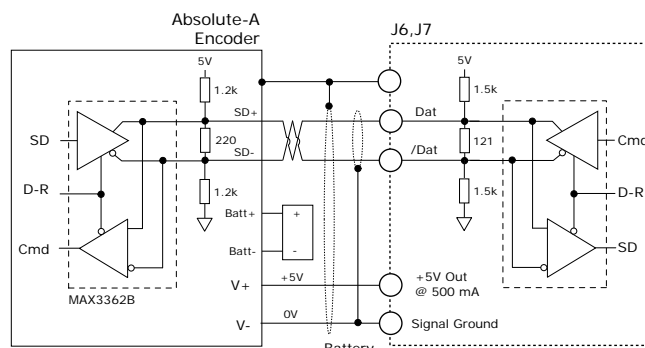 Absolute-A
Encoder
J6,J7
5V
1.2k
SD+
220
SD-
1.2k
SD
D-R
Cmd
MAX3362B
Batt+
+
Batt-
-
V+
+5V
V-
0V
Dat
/Dat
5V
1.5k
121
1.5k
Cmd
D-R
SD
+5V Out
@ 500 mA
Signal Ground
Battery